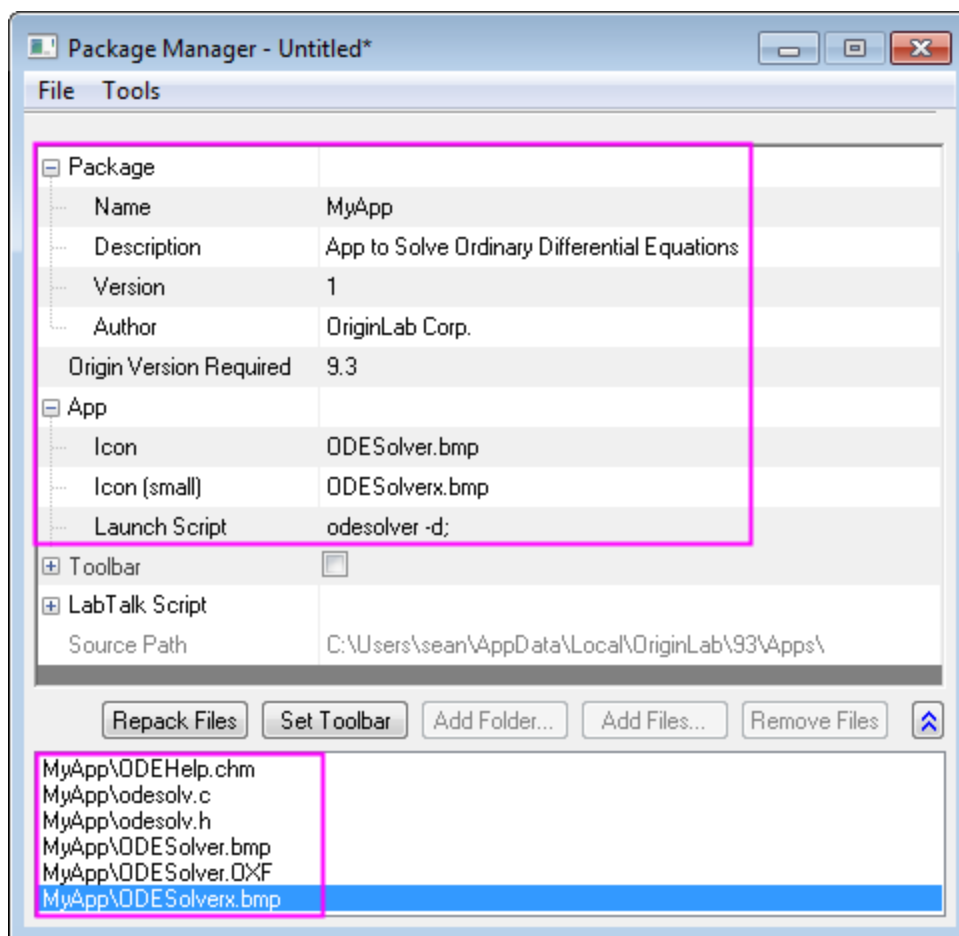 Package Manager - Untitled*
File Tools
Package
Name MyApp
Description App to Solve Ordinary Differential Equations
Version 1
Author OriginLab Corp.
Origin Version Required 9.3
App
Icon ODESolver.bmp
Icon (small) ODESolverx.bmp
Launch Script odesolver -d;
Toolbar
LabTalk Script
Source Path C:\Users\sean\AppData\Local\OriginLab\93\Apps\
Repack Files Set Toolbar Add Folder... Add Files... Remove Files
MyApp\ODEHelp.chm
MyApp\odesolv.c
MyApp\odesolv.h
MyApp\ODESolver.bmp
MyApp\ODESolver.OXF
MyApp\ODESolverx.bmp